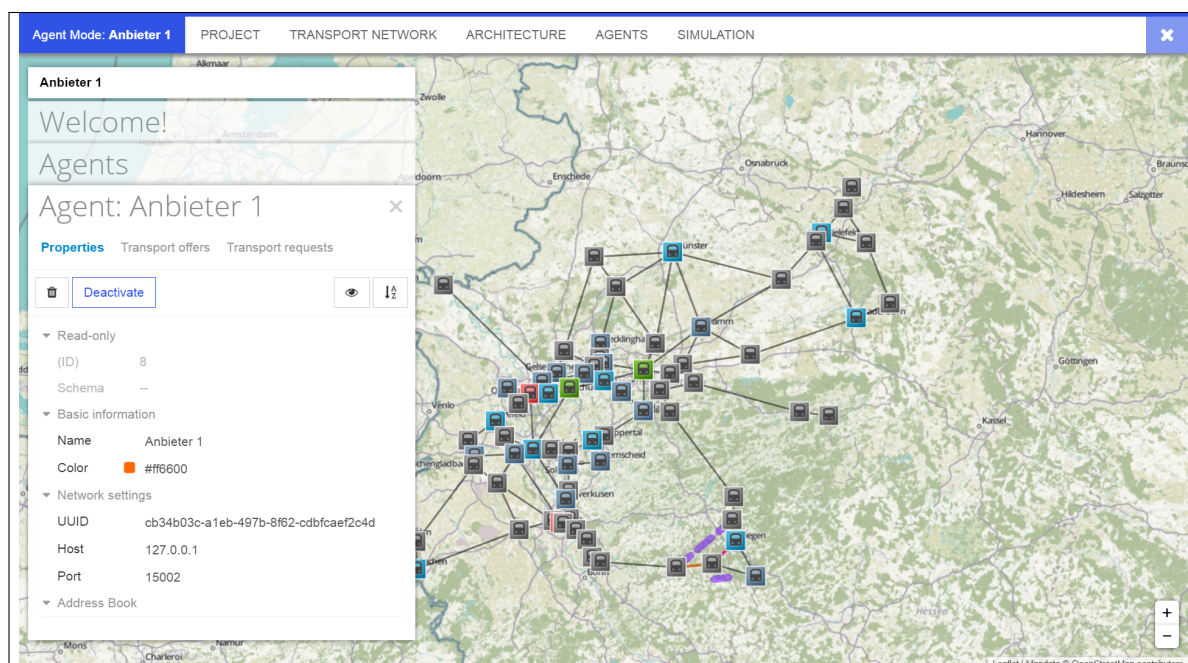 Agent Mode: Anbieter 1 PROJECT TRANSPORT NETWORK ARCHITECTURE AGENTS SIMULATION
Alkmaar
Anbieter 1
Zwolle
Welcome!
Amsterdam
Hannover
Agents
Osnabrück
Enschede
Hildesheim
Salzgitter
Agent: Anbieter 1
Properties Transport offers Transport requests
Deactivate
Read-only
(ID) 8
Göttingen
Schema --
Venlo
Basic information
Kassel
Name Anbieter 1
Color #ff6600
Network settings
UUID cb34b03c-a1eb-497b-8f62-cdbfcaef2c4d
Host 127.0.0.1
Port 15002
Bonn
Address Book
Hessen
+
−
Mons
Namur
Charleroi